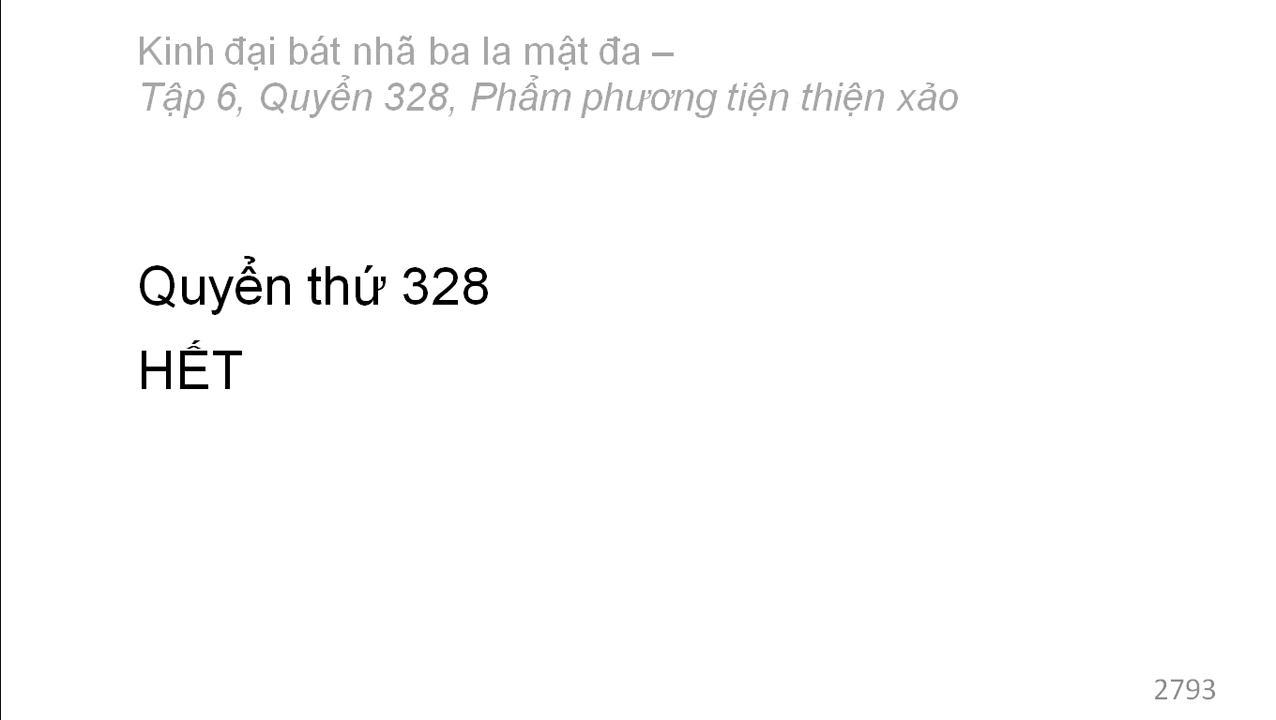 Kinh đại bát nhã ba la mật đa –
Tập 6, Quyển 328, Phẩm phương tiện thiện xảo
Quyển thứ 328
HẾT
2793